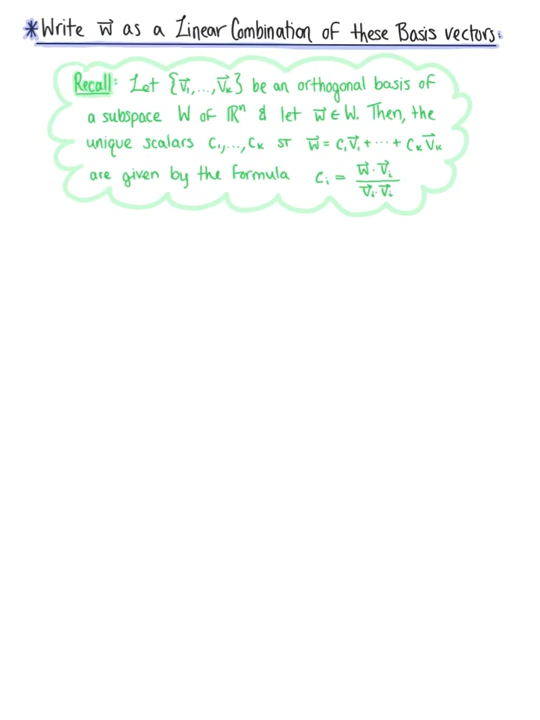 *Write w⃗ as a Linear Combination of these Basis vectors:
Recall: Let {v⃗₁,...,v⃗ₖ} be an orthogonal basis of
a subspace W of ℝⁿ & let w⃗ ∈ W. Then, the
unique scalars c₁,...,cₖ ST w⃗ = c₁v⃗₁ + ... + cₖv⃗ₖ
are given by the formula cᵢ = w⃗·v⃗ᵢ / v⃗ᵢ·v⃗ᵢ